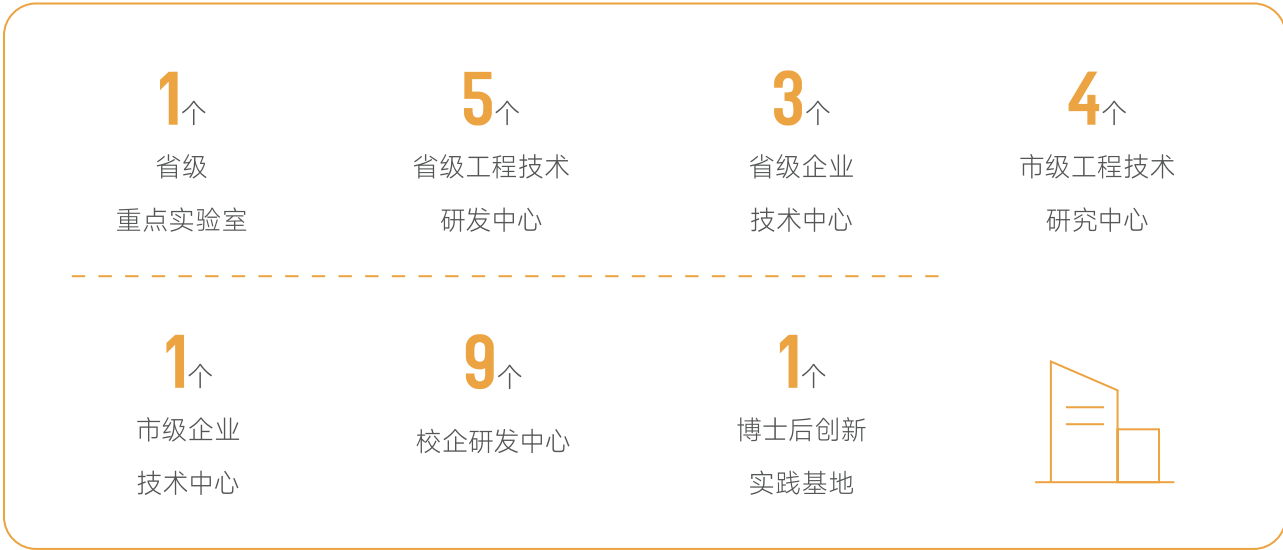 1个
省级
重点实验室
5个
省级工程技术
研发中心
3个
省级企业
技术中心
4个
市级工程技术
研究中心
1个
市级企业
技术中心
9个
校企研发中心
1个
博士后创新
实践基地